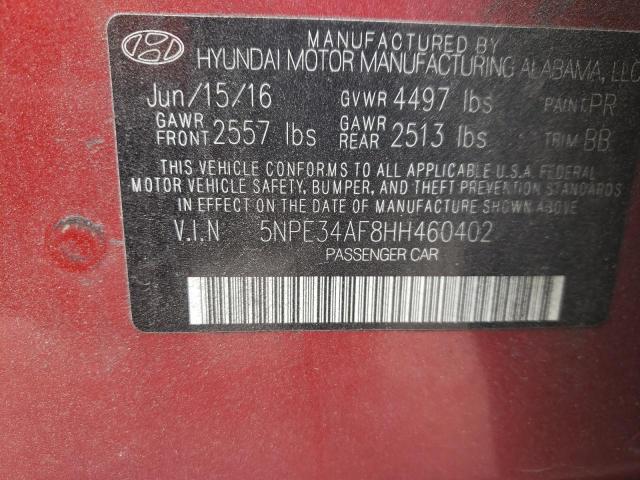 MANUFACTURED BY
HYUNDAI MOTOR MANUFACTURING ALABAMA, LLC
Jun/15/16 GVWR 4497 lbs PAINT PR
GAWR FRONT 2557 lbs GAWR REAR 2513 lbs TRIM BB
THIS VEHICLE CONFORMS TO ALL APPLICABLE U.S.A. FEDERAL
MOTOR VEHICLE SAFETY, BUMPER, AND THEFT PREVENTION STANDARDS
IN EFFECT ON THE DATE OF MANUFACTURE SHOWN ABOVE.
V.I.N 5NPE34AF8HH460402
PASSENGER CAR